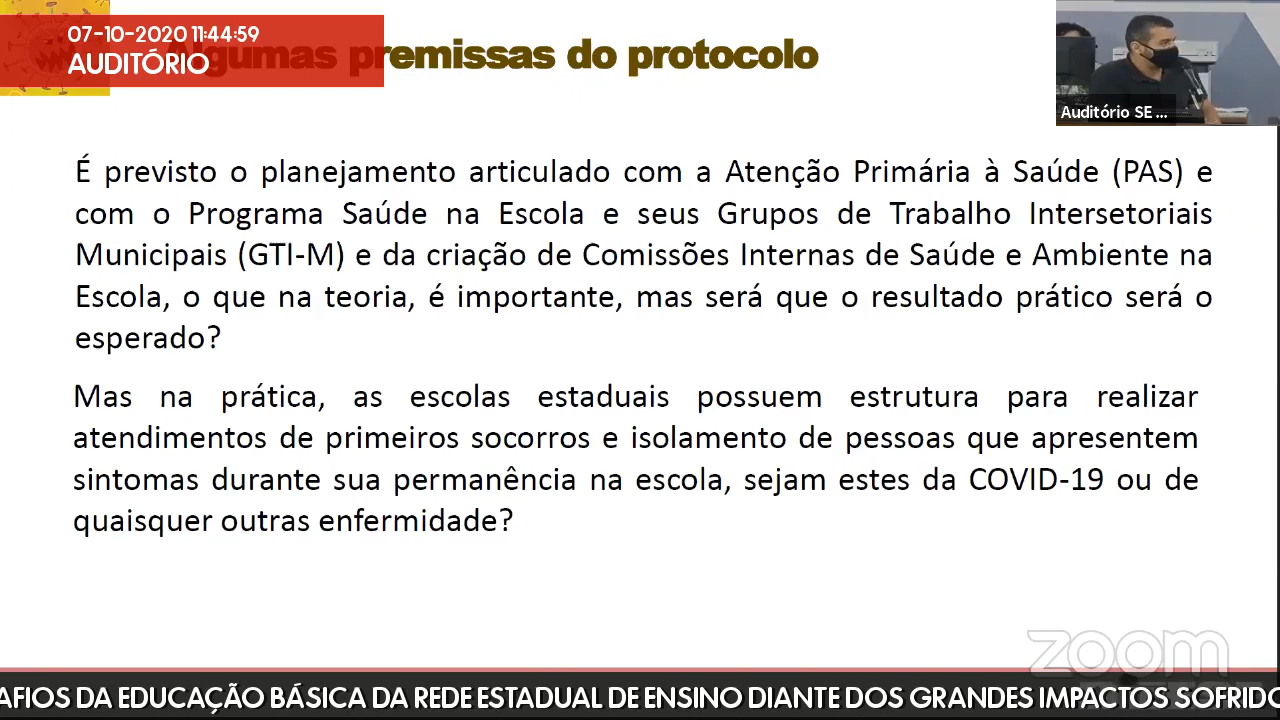 07-10-2020 11:44:59
AUDITÓRIO
Algumas premissas do protocolo
Auditório SE ...
É previsto o planejamento articulado com a Atenção Primária à Saúde (PAS) e
com o Programa Saúde na Escola e seus Grupos de Trabalho Intersetoriais
Municipais (GTI-M) e da criação de Comissões Internas de Saúde e Ambiente na
Escola, o que na teoria, é importante, mas será que o resultado prático será o
esperado?
Mas na prática, as escolas estaduais possuem estrutura para realizar
atendimentos de primeiros socorros e isolamento de pessoas que apresentem
sintomas durante sua permanência na escola, sejam estes da COVID-19 ou de
quaisquer outras enfermidade?
zoom
AFIOS DA EDUCAÇÃO BÁSICA DA REDE ESTADUAL DE ENSINO DIANTE DOS GRANDES IMPACTOS SOFRIDO